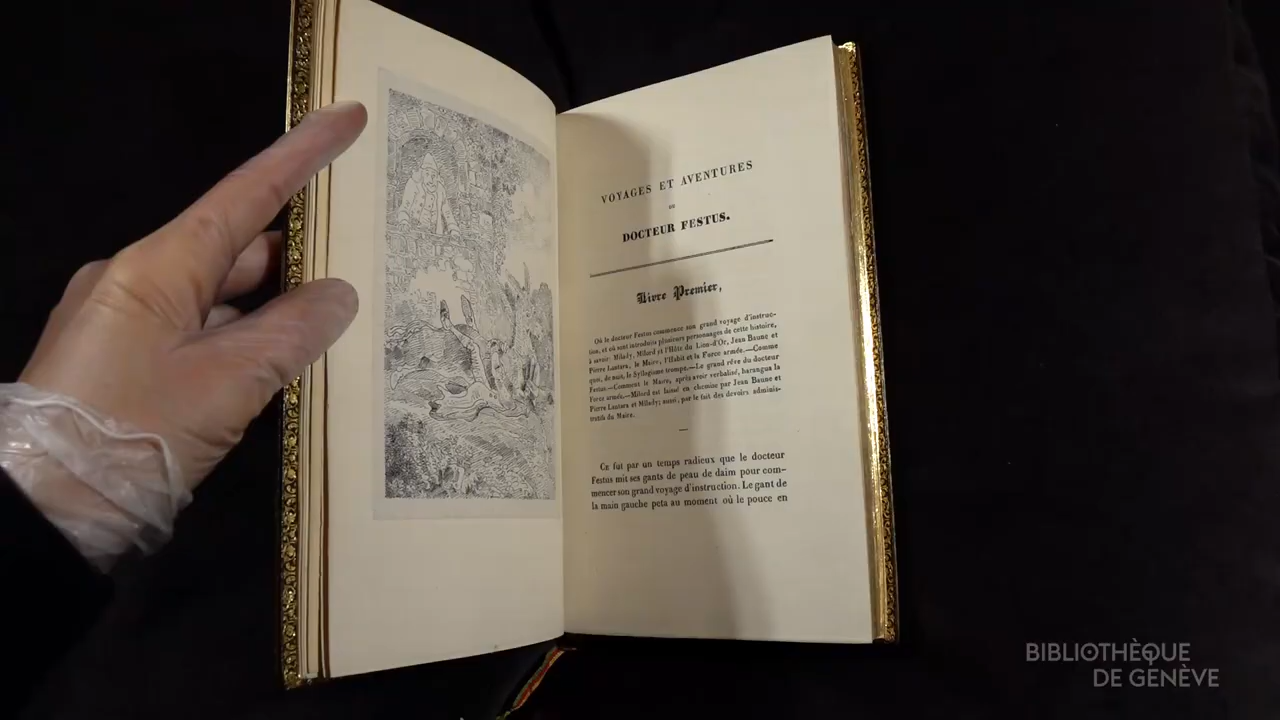 VOYAGES ET AVENTURES
DU
DOCTEUR FESTUS.
Livre Premier,
Où le docteur Festus commence son grand voyage d'instruc-
tion, et où sont introduits plusieurs personnages de cette histoire,
à savoir: Milady, Milord et l'Hôte du Lion-d'Or, Jean Baune et
Pierre Lantara, le Maire, l'Habit et la Force armée.—Comme
quoi, de nuit, le Syllogisme trompe.—Le grand rêve du docteur
Festus.—Comment le Maire, après avoir verbalisé, harangua la
Force armée.—Milord est laissé en chemise par Jean Baune et
Pierre Lantara et Milady; aussi, par le fait des devoirs adminis-
tratifs du Maire.
Ce fut par un temps radieux que le docteur
Festus mit ses gants de peau de daim pour com-
mencer son grand voyage d'instruction. Le gant de
la main gauche peta au moment où le pouce en
BIBLIOTHÈQUE
DE GENÈVE